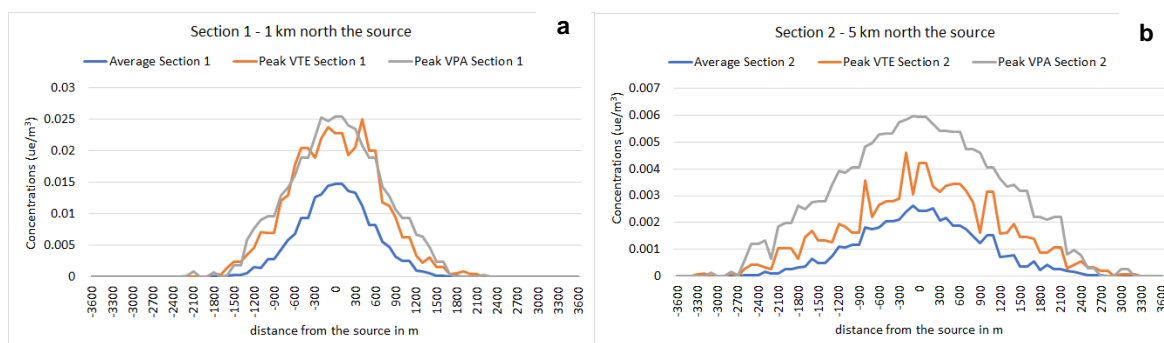 Section 1 - 1 km north the source
a
Average Section 1 Peak VTE Section 1 Peak VPA Section 1
Concentrations (ue/m³)
0.03
0.025
0.02
0.015
0.01
0.005
0
-3600 -3300 -3000 -2700 -2400 -2100 -1800 -1500 -1200 -900 -600 -300 0 300 600 900 1200 1500 1800 2100 2400 2700 3000 3300 3600
distance from the source in m
Section 2 - 5 km north the source
b
Average Section 2 Peak VTE Section 2 Peak VPA Section 2
Concentrations (ue/m³)
0.007
0.006
0.005
0.004
0.003
0.002
0.001
0
-3600 -3300 -3000 -2700 -2400 -2100 -1800 -1500 -1200 -900 -600 -300 0 300 600 900 1200 1500 1800 2100 2400 2700 3000 3300 3600
distance from the source in m